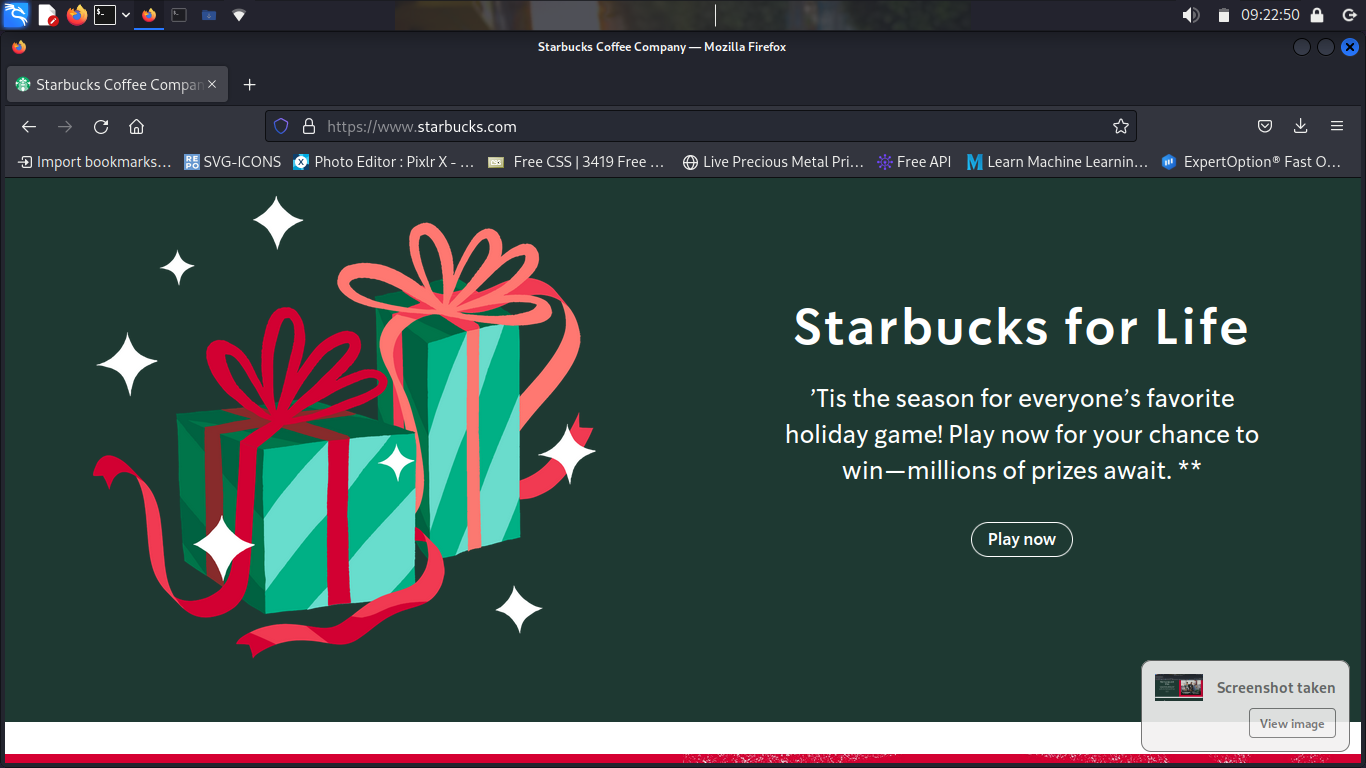 09:22:50
Starbucks Coffee Company — Mozilla Firefox
Starbucks Coffee Compan
https://www.starbucks.com
Import bookmarks… SVG-ICONS Photo Editor : Pixlr X - … Free CSS | 3419 Free … Live Precious Metal Pri… Free API Learn Machine Learnin… ExpertOption® Fast O…
Starbucks for Life
’Tis the season for everyone’s favorite
holiday game! Play now for your chance to
win—millions of prizes await. **
Play now
Screenshot taken
View image